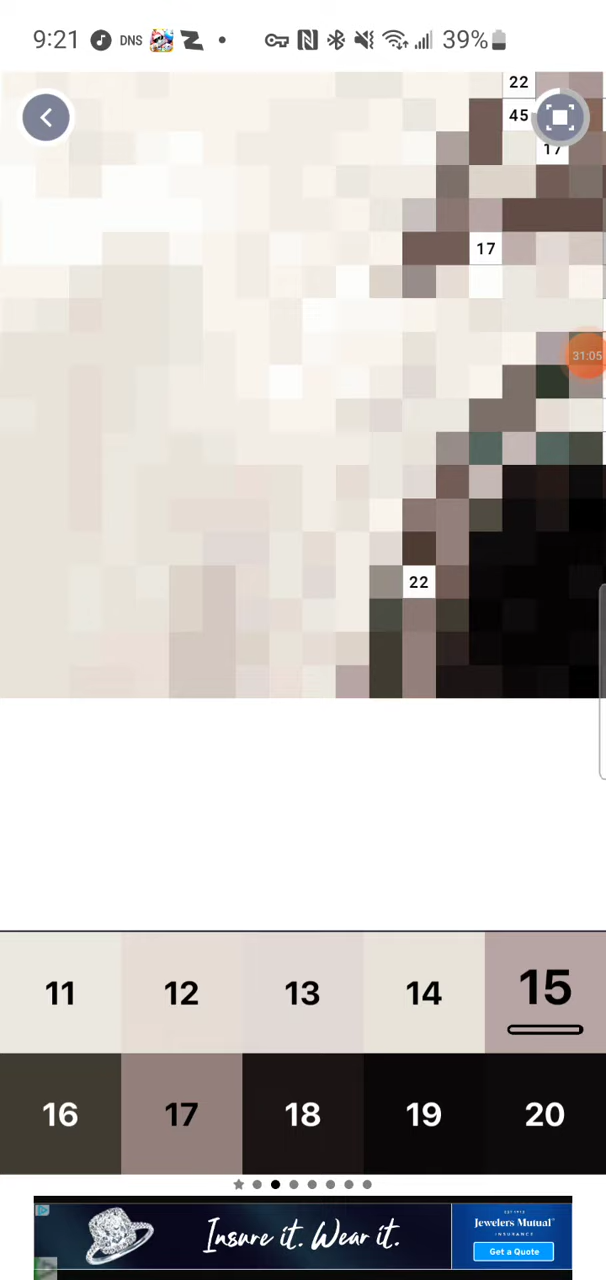 9:21 DNS 39%
22
45
17
17
31:05
22
11 12 13 14 15
16 17 18 19 20
Insure it. Wear it.
Jewelers Mutual
INSURANCE
Get a Quote